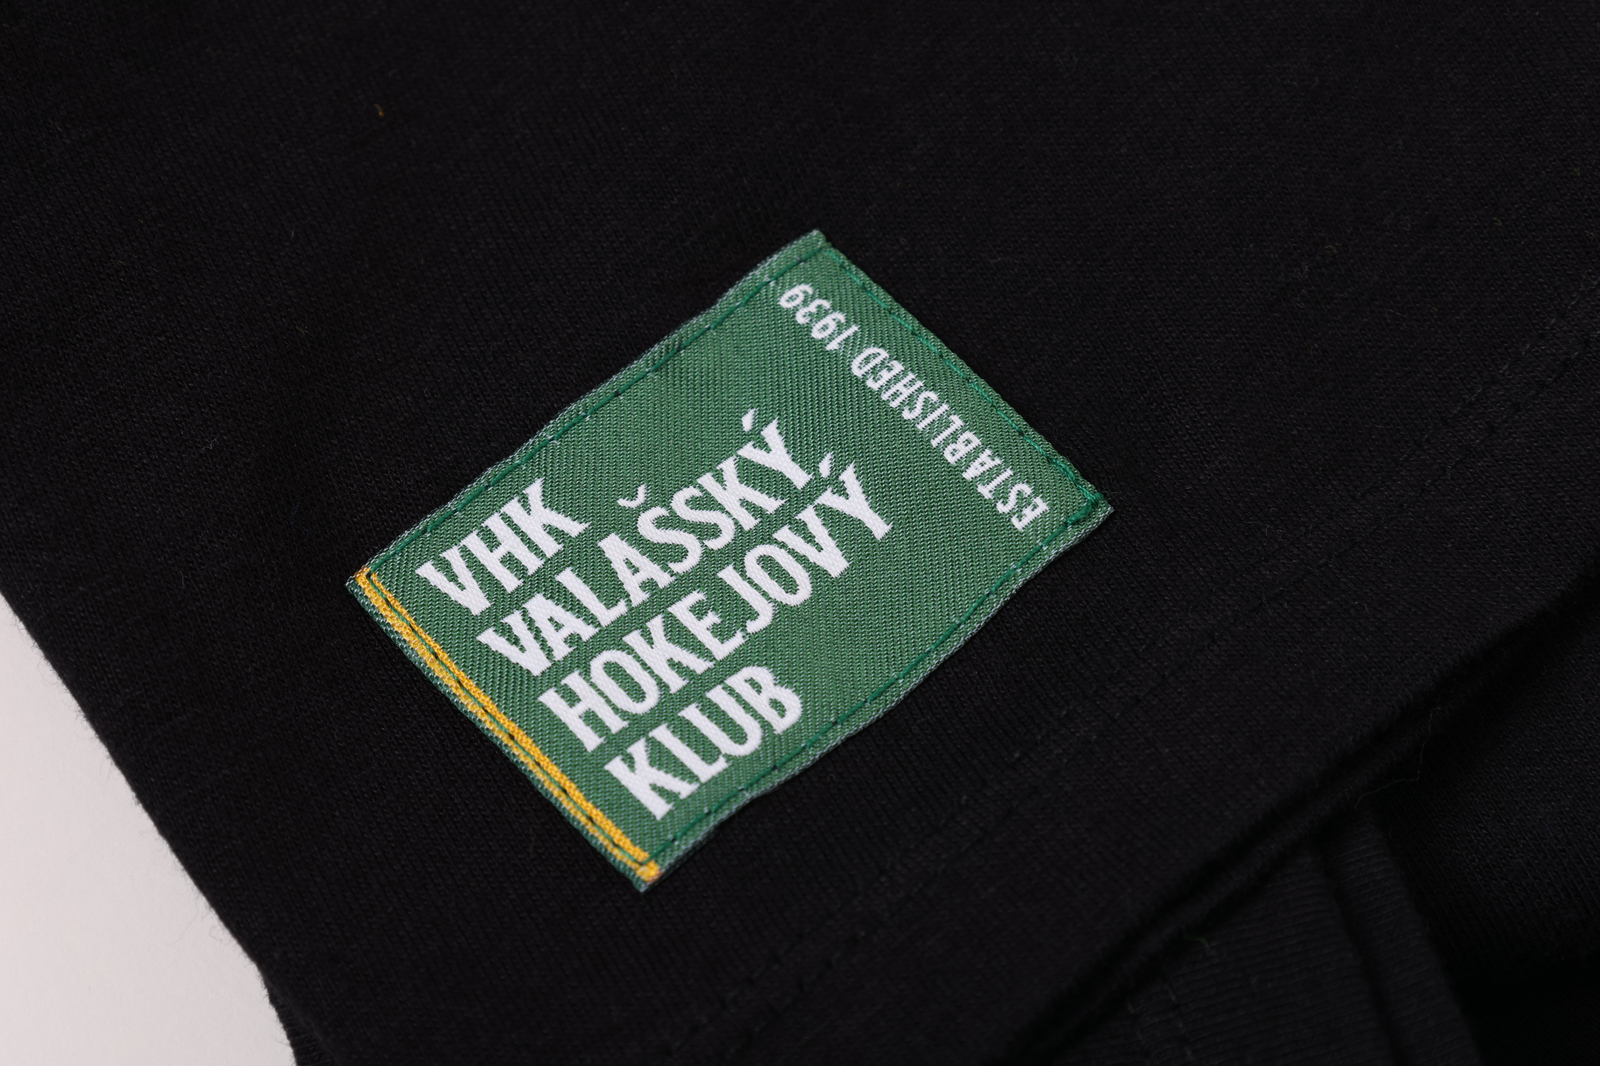 VHK
VALAŠSKÝ
HOKEJOVÝ
KLUB
ESTABLISHED 1939